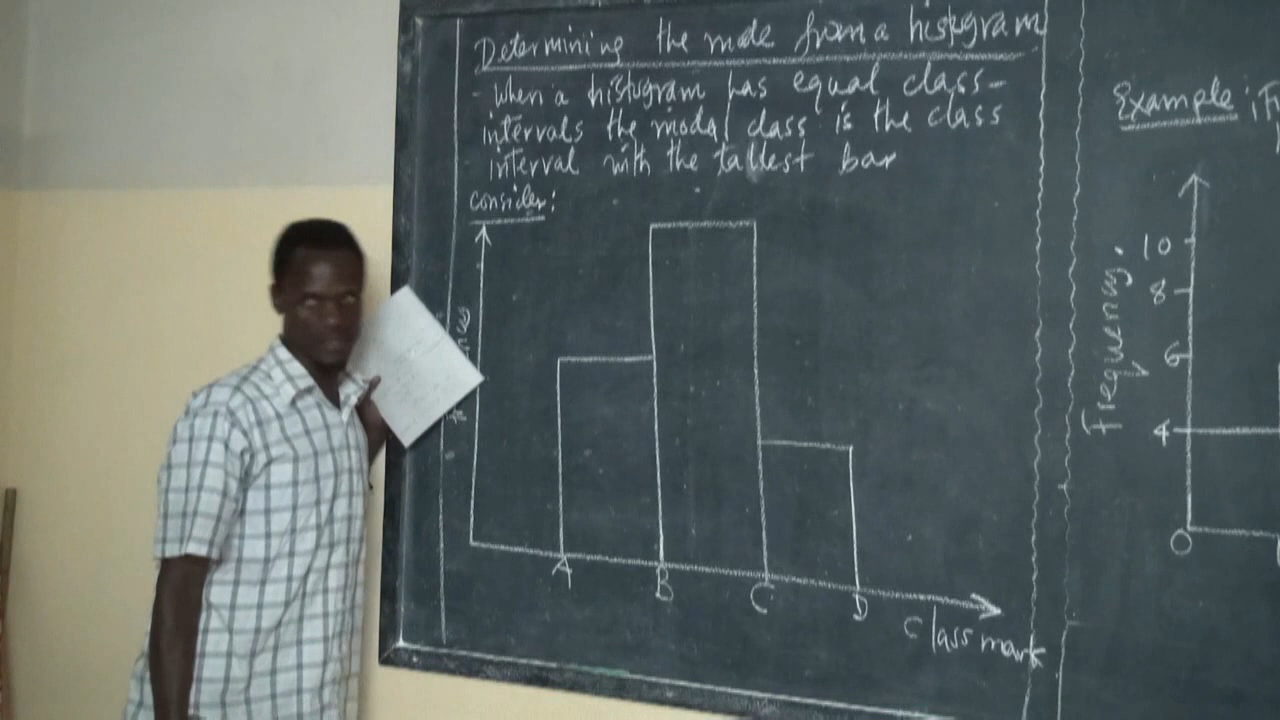 Determining the mode from a histogram
- When a histogram has equal class-
intervals the modal class is the class
interval with the tallest bar
consider:
A B C D
Class mark
Example :
Frequency.
10
8
6
4
0